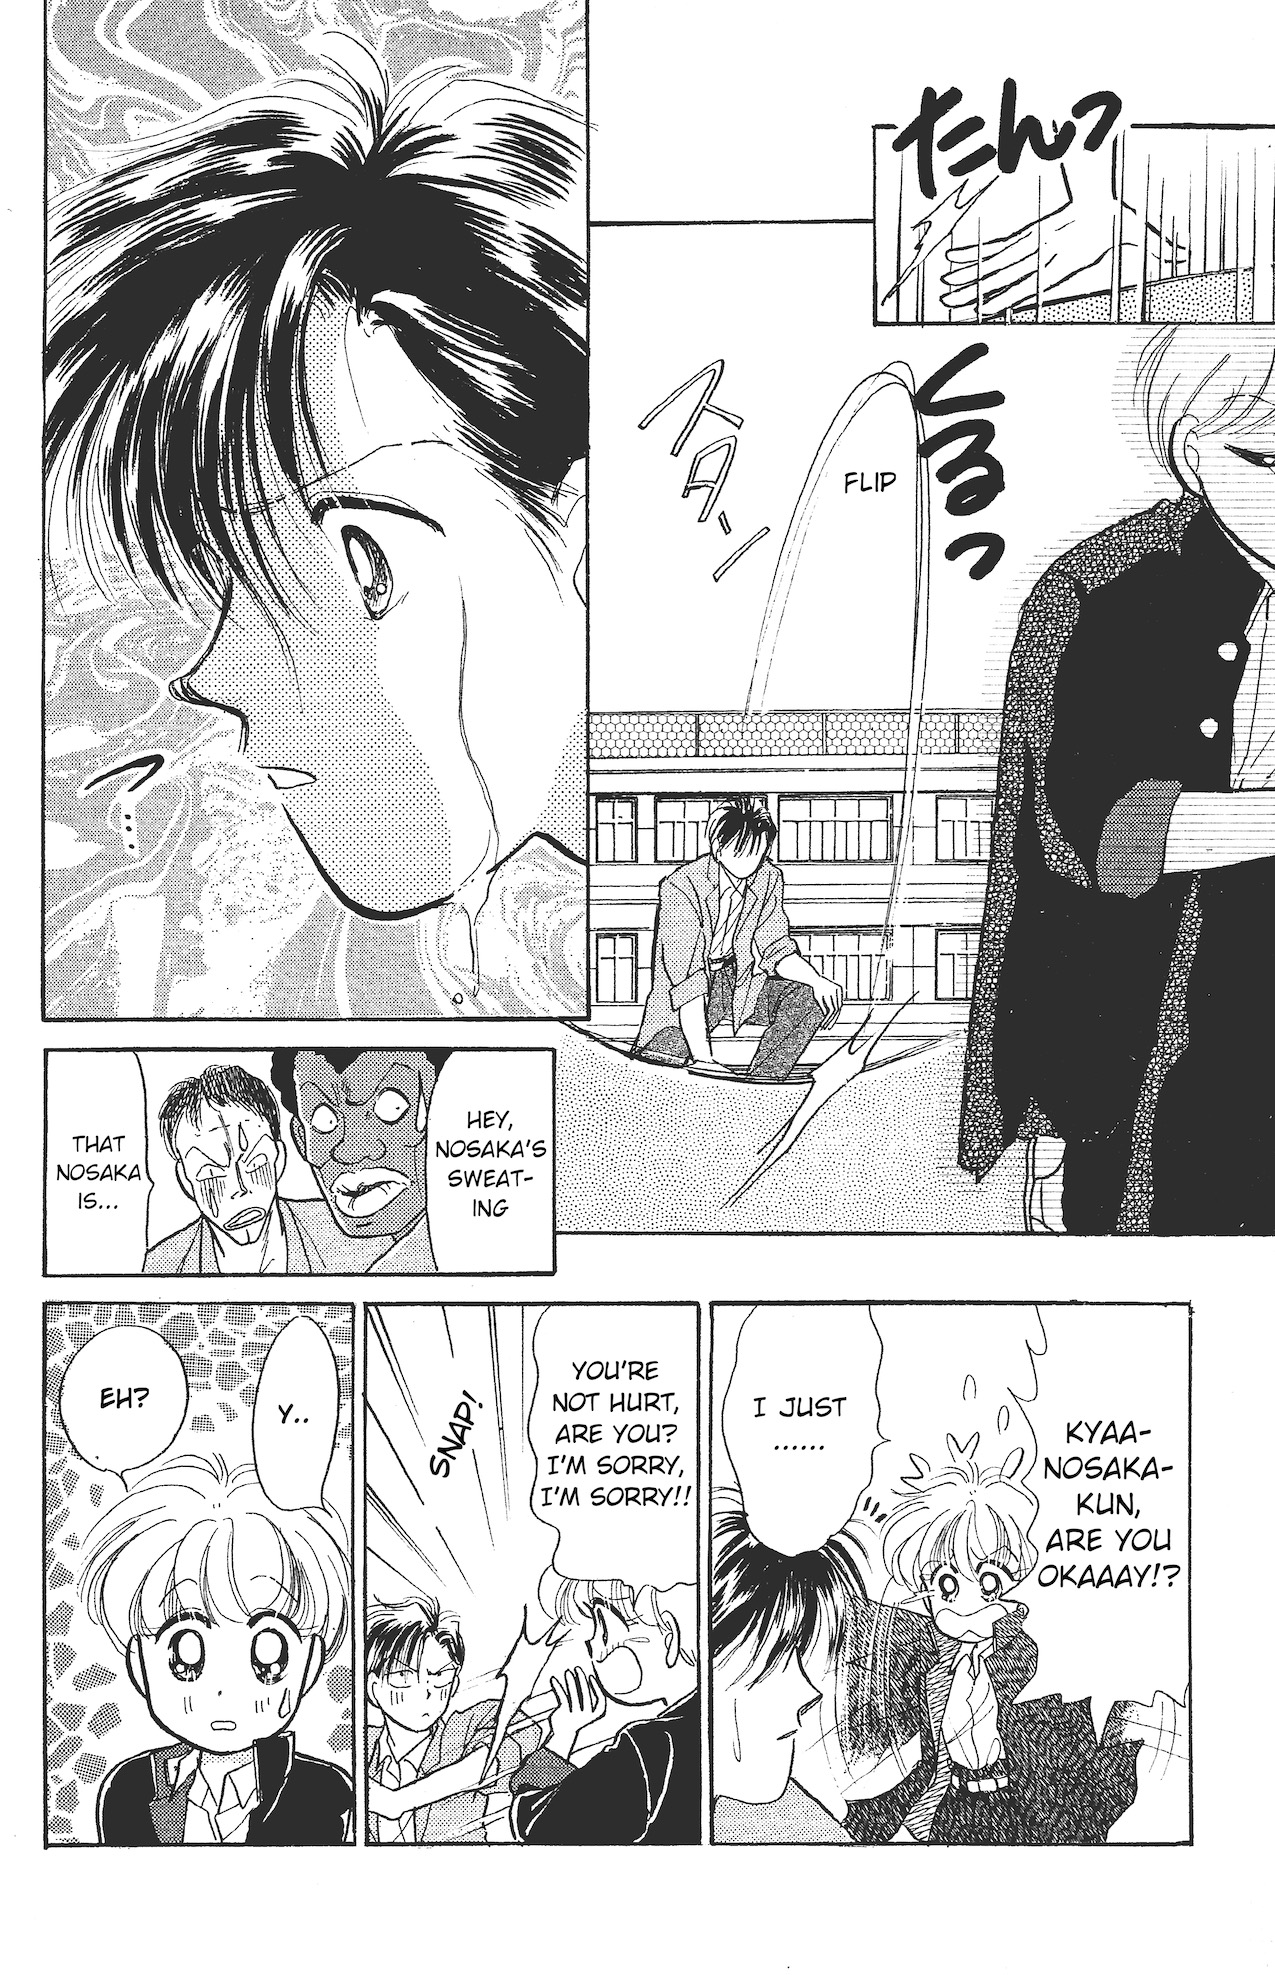 たんっ
くるっ
FLIP
スタン
ッ…
HEY,
NOSAKA'S
SWEAT-
ING
THAT
NOSAKA
IS...
KYAA-
NOSAKA-
KUN,
ARE YOU
OKAAAY!?
I JUST
......
YOU'RE
NOT HURT,
ARE YOU?
I'M SORRY,
I'M SORRY!!
SNAP!
Y..
EH?